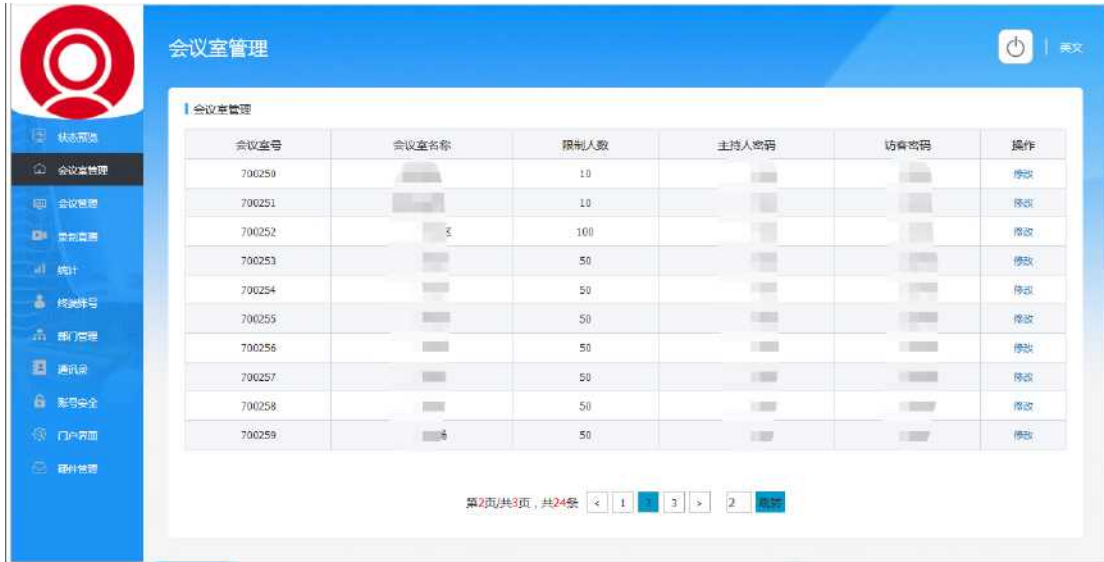 会议室管理
英文
会议室管理
状态预览
会议室管理
会议管理
录制直播
统计
终端账号
部门管理
通讯录
账号安全
门户界面
硬件管理
会议室号 会议室名称 限制人数 主持人密码 访客密码 操作
700250 10 修改
700251 10 修改
700252 区 100 修改
700253 50 修改
700254 50 修改
700255 50 修改
700256 50 修改
700257 50 修改
700258 50 修改
700259 50 修改
第2页/共3页，共24条 < 1 2 3 > 2 跳转